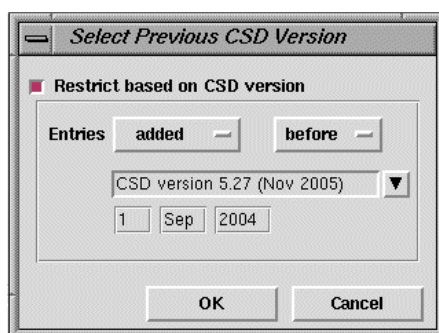 Select Previous CSD Version
Restrict based on CSD version
Entries added before
CSD version 5.27 (Nov 2005)
1 Sep 2004
OK Cancel